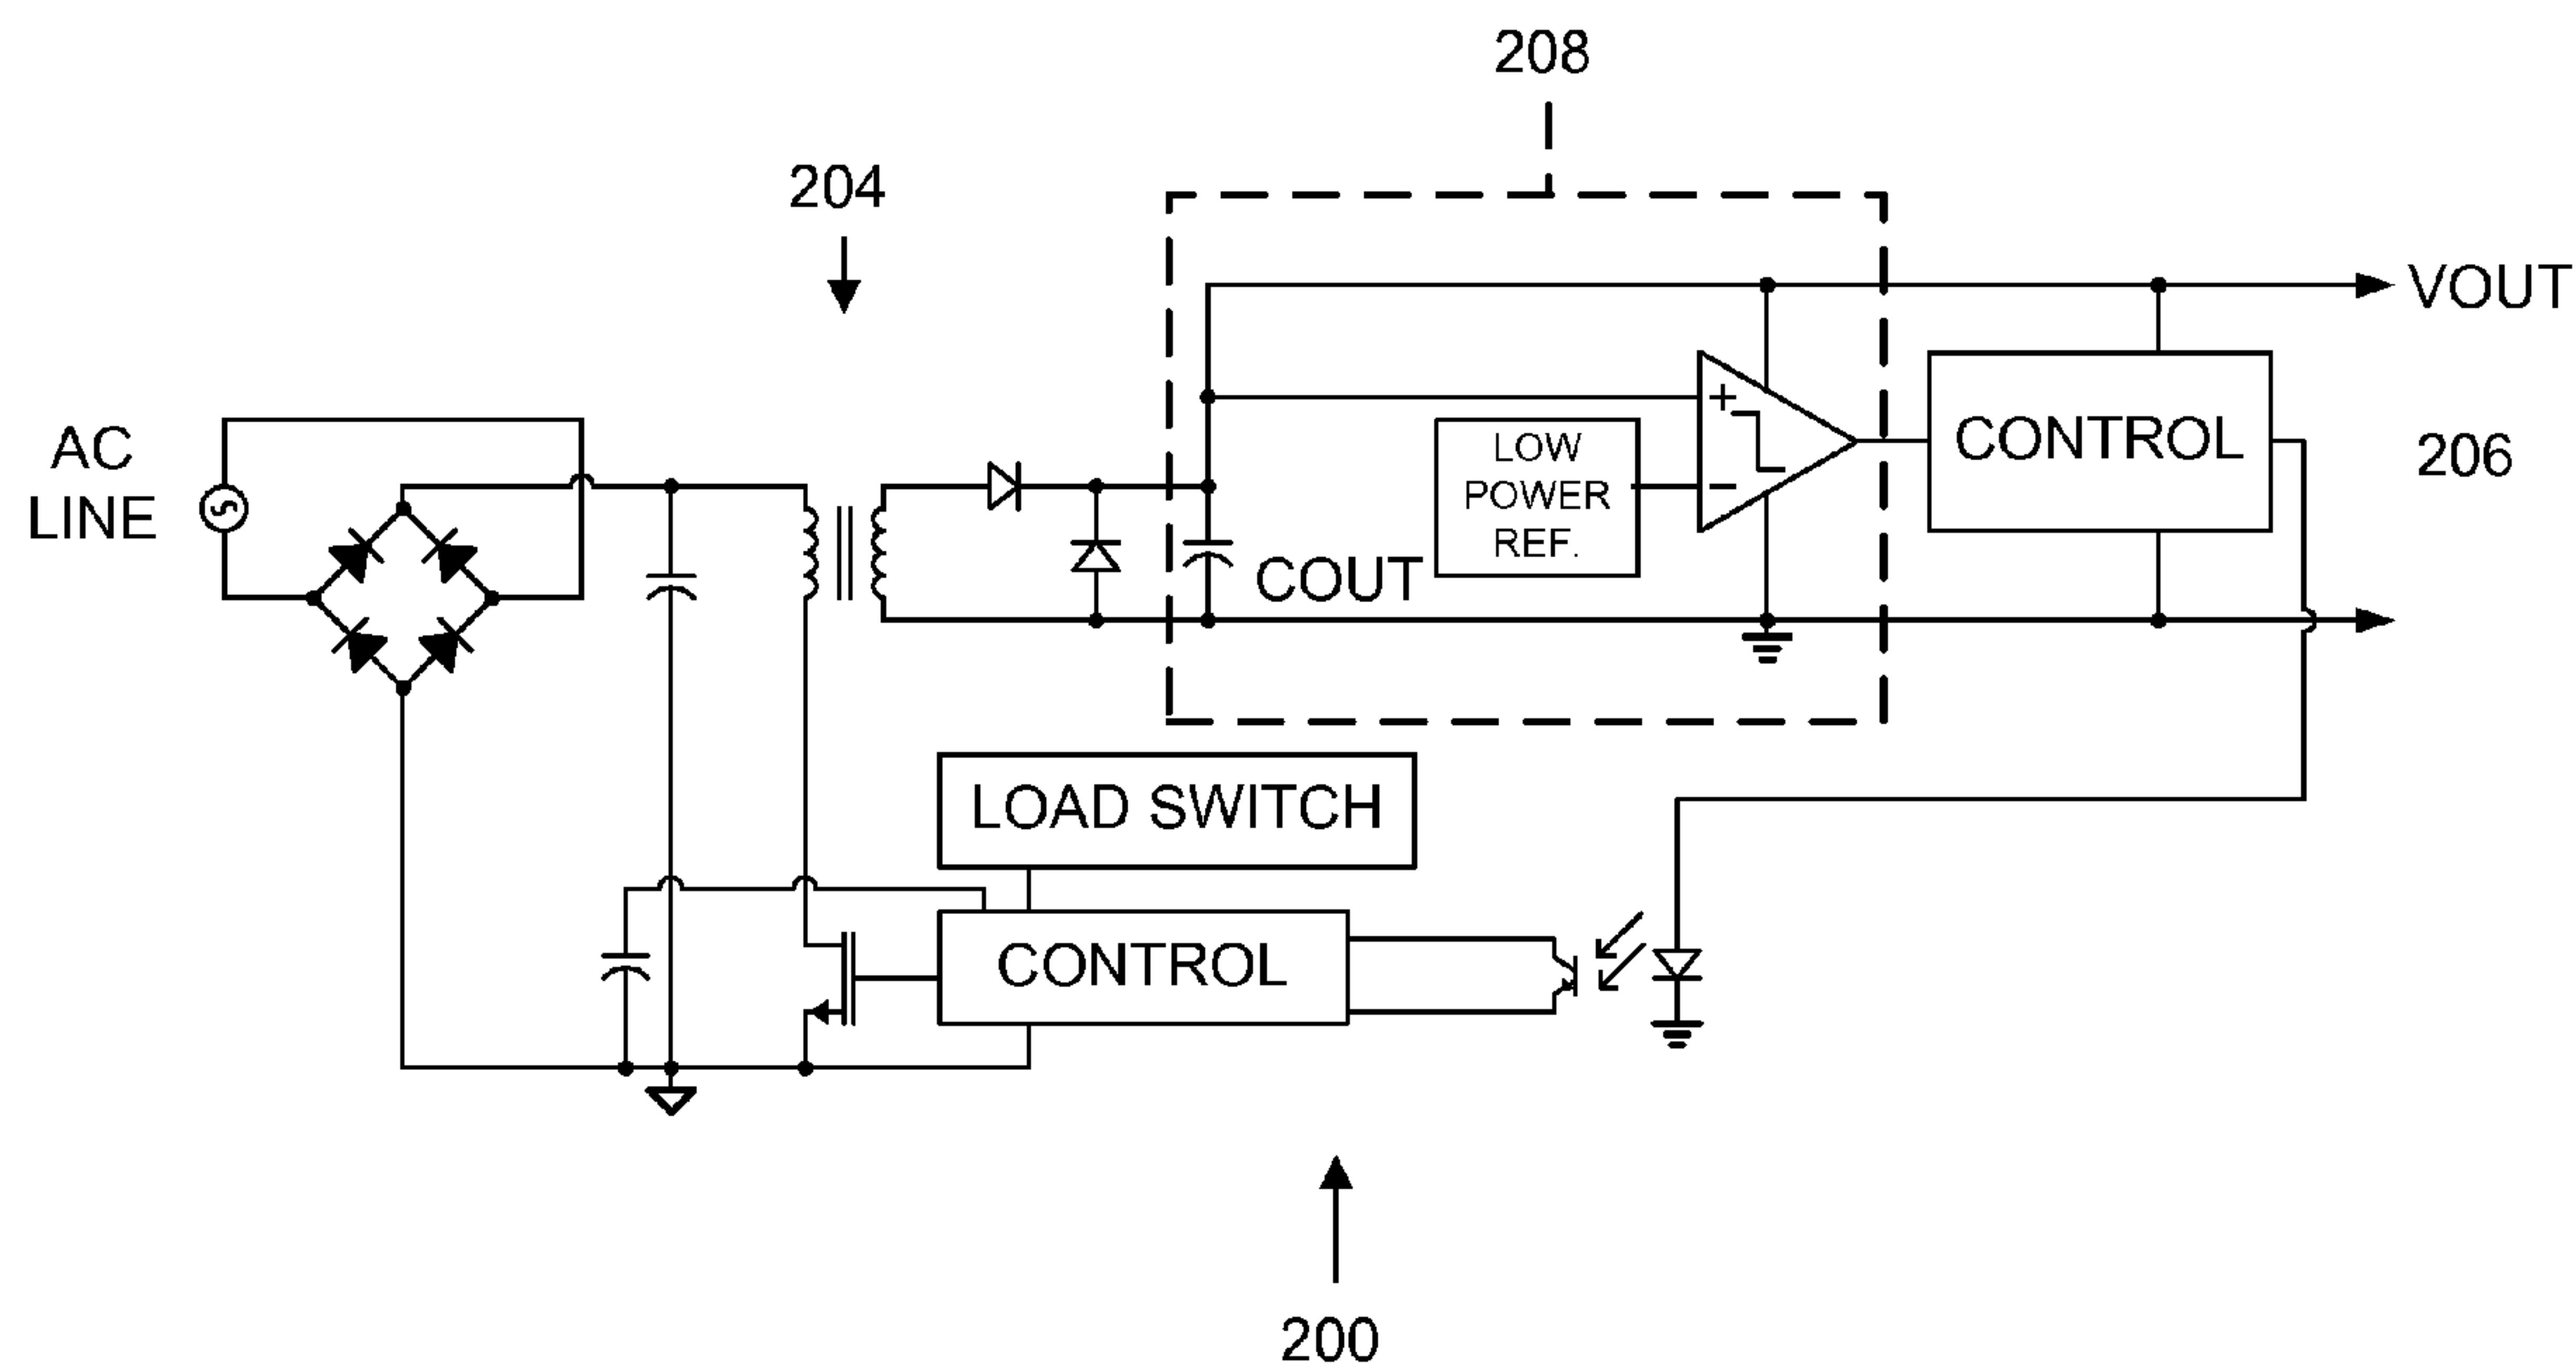 208
204
VOUT
AC
LINE
LOW
POWER
REF.
+
−
CONTROL
206
COUT
LOAD SWITCH
CONTROL
200